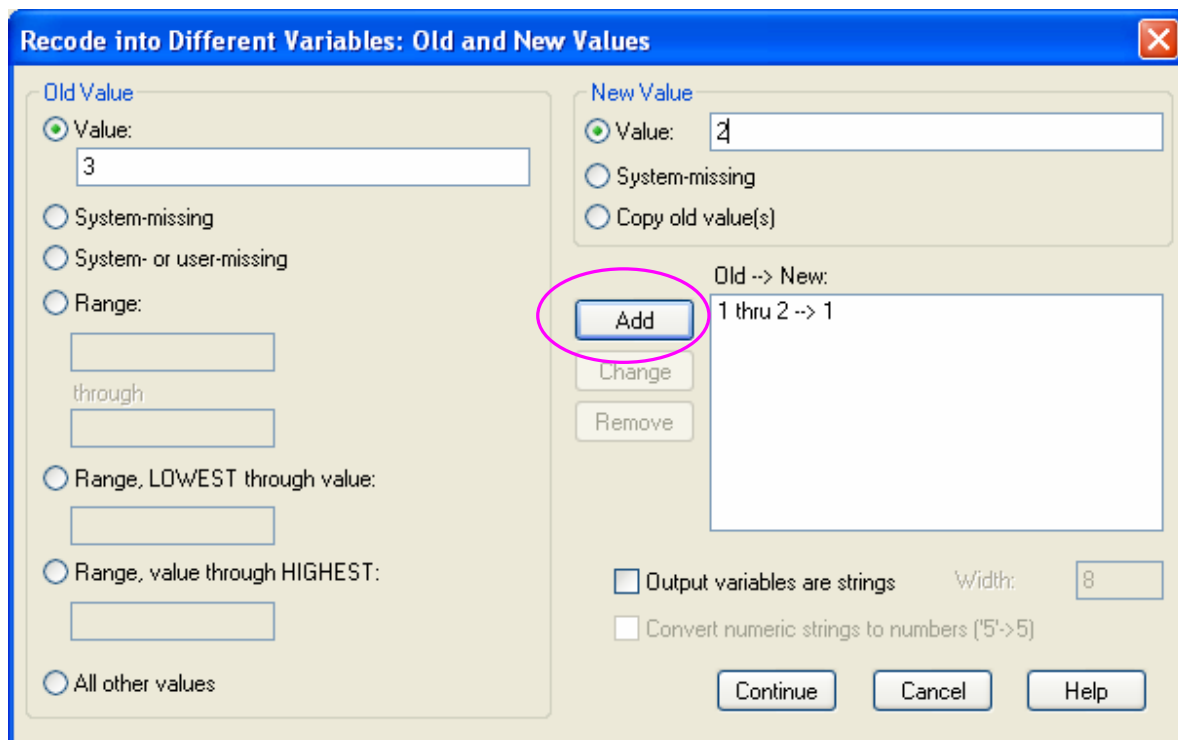 Recode into Different Variables: Old and New Values
Old Value
Value:
3
System-missing
System- or user-missing
Range:
through
Range, LOWEST through value:
Range, value through HIGHEST:
All other values
New Value
Value: 2
System-missing
Copy old value(s)
Old --> New:
1 thru 2 --> 1
Add
Change
Remove
Output variables are strings Width: 8
Convert numeric strings to numbers ('5'->5)
Continue Cancel Help